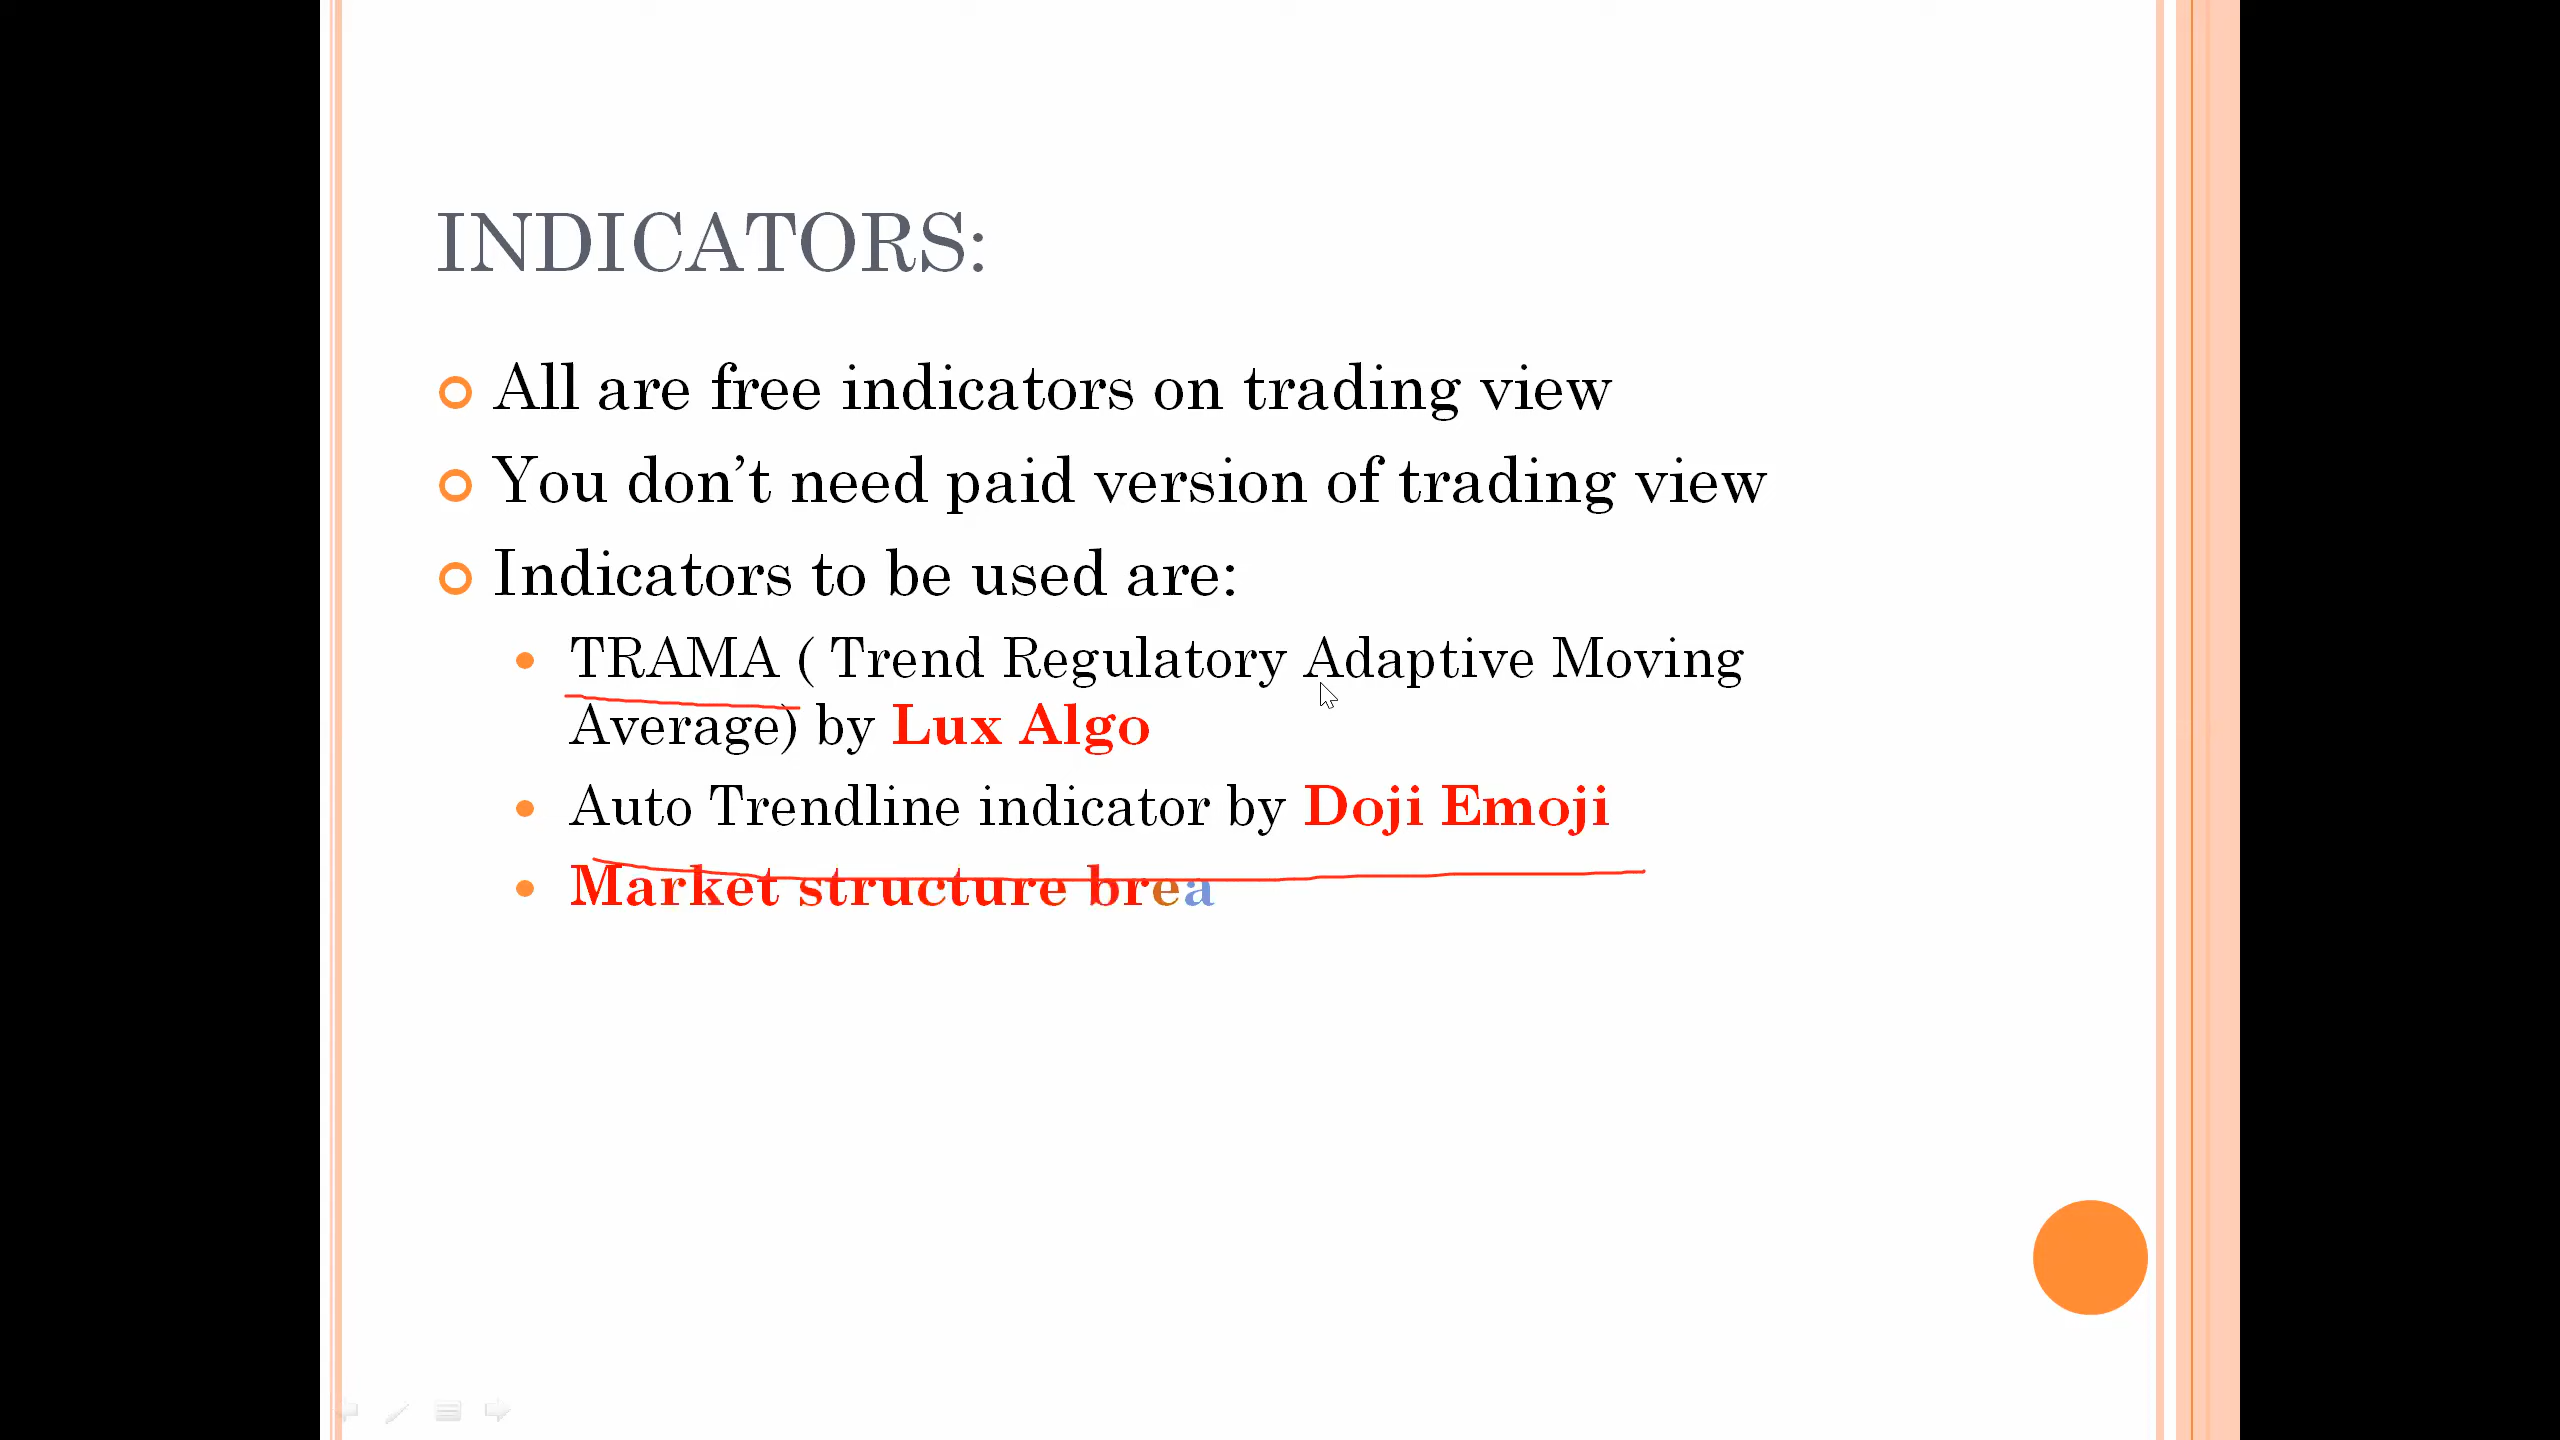 INDICATORS:
All are free indicators on trading view
You don’t need paid version of trading view
Indicators to be used are:
TRAMA ( Trend Regulatory Adaptive Moving
Average) by Lux Algo
Auto Trendline indicator by Doji Emoji
Market structure brea